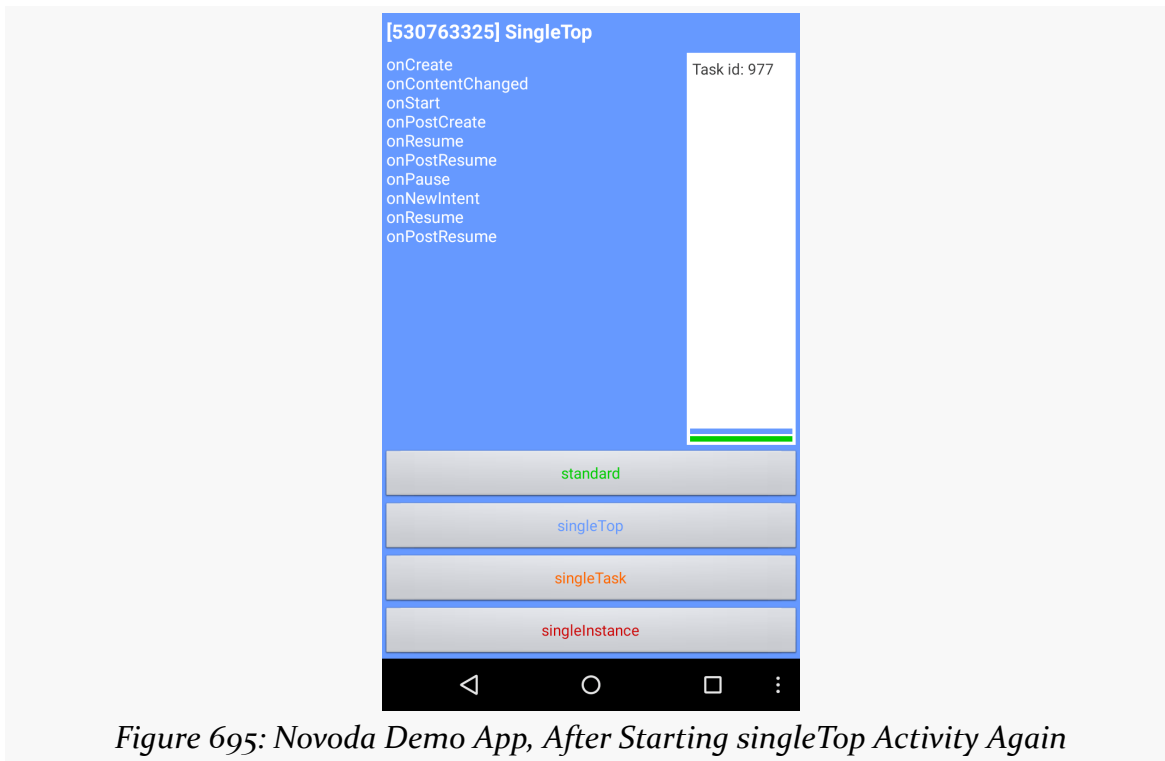 [530763325] SingleTop
onCreate
onContentChanged
onStart
onPostCreate
onResume
onPostResume
onPause
onNewIntent
onResume
onPostResume
Task id: 977
standard
singleTop
singleTask
singleInstance
Figure 695: Novoda Demo App, After Starting singleTop Activity Again